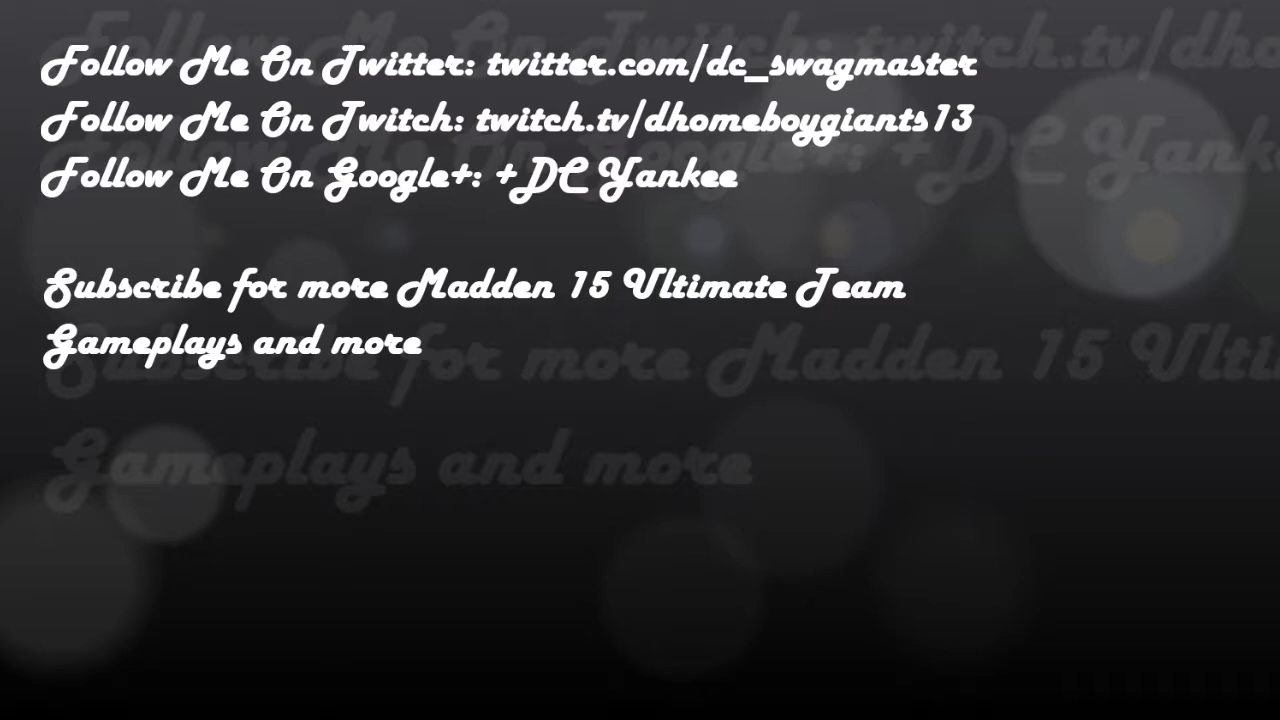 Follow Me On Twitter: twitter.com/dc_swagmaster
Follow Me On Twitch: twitch.tv/dhomeboygiants13
Follow Me On Google+: +DC Yankee
Subscribe for more Madden 15 Ultimate Team
Gameplays and more